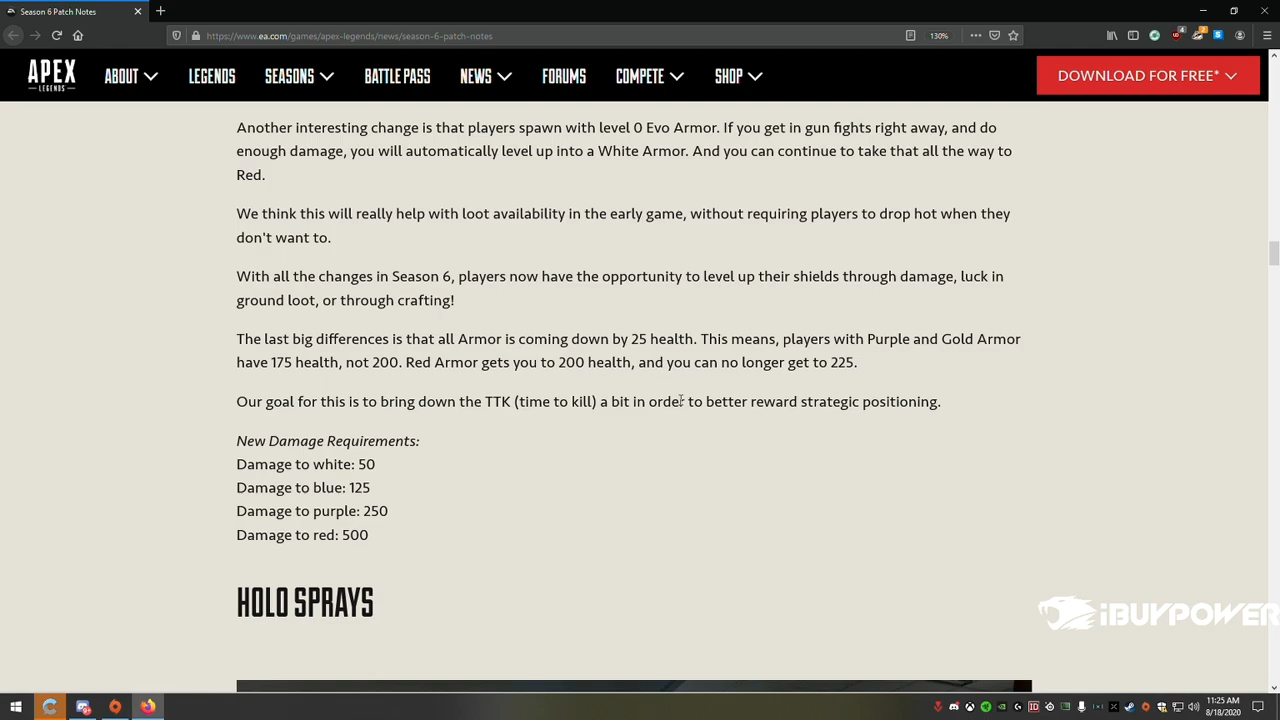 Season 6 Patch Notes
https://www.ea.com/games/apex-legends/news/season-6-patch-notes
130%
APEX
LEGENDS
ABOUT
LEGENDS
SEASONS
BATTLE PASS
NEWS
FORUMS
COMPETE
SHOP
DOWNLOAD FOR FREE*
Another interesting change is that players spawn with level 0 Evo Armor. If you get in gun fights right away, and do
enough damage, you will automatically level up into a White Armor. And you can continue to take that all the way to
Red.
We think this will really help with loot availability in the early game, without requiring players to drop hot when they
don't want to.
With all the changes in Season 6, players now have the opportunity to level up their shields through damage, luck in
ground loot, or through crafting!
The last big differences is that all Armor is coming down by 25 health. This means, players with Purple and Gold Armor
have 175 health, not 200. Red Armor gets you to 200 health, and you can no longer get to 225.
Our goal for this is to bring down the TTK (time to kill) a bit in order to better reward strategic positioning.
New Damage Requirements:
Damage to white: 50
Damage to blue: 125
Damage to purple: 250
Damage to red: 500
HOLO SPRAYS
iBUYPOWER
11:25 AM
8/18/2020